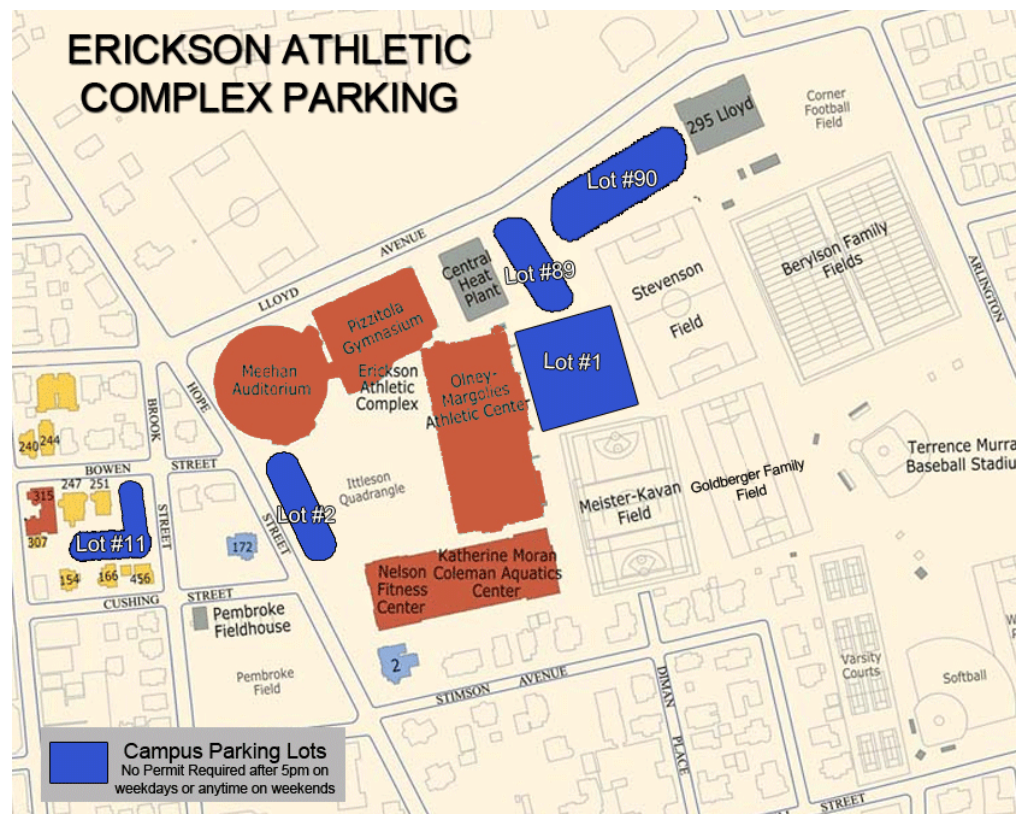 ERICKSON ATHLETIC
COMPLEX PARKING
295 Lloyd
Corner
Football
Field
Lot #90
AVENUE
LLOYD
Central
Heat
Plant
Lot #89
Stevenson
Field
Berylson Family
Fields
ARLINGTON
Pizzitola
Gymnasium
Meehan
Auditorium
Erickson
Athletic
Complex
Olney-
Margolies
Athletic Center
Lot #1
HOPE
STREET
BROOK
STREET
240
244
BOWEN
STREET
247
251
315
307
Lot #11
154
166
456
172
CUSHING
STREET
Lot #2
Ittleson
Quadrangle
Meister-Kavan
Field
Goldberger Family
Field
Terrence Murra
Baseball Stadiu
Nelson
Fitness
Center
Katherine Moran
Coleman Aquatics
Center
Pembroke
Fieldhouse
Pembroke
Field
2
STIMSON
AVENUE
DIMAN
PLACE
Varsity
Courts
Softball
STREET
Campus Parking Lots
No Permit Required after 5pm on
weekdays or anytime on weekends